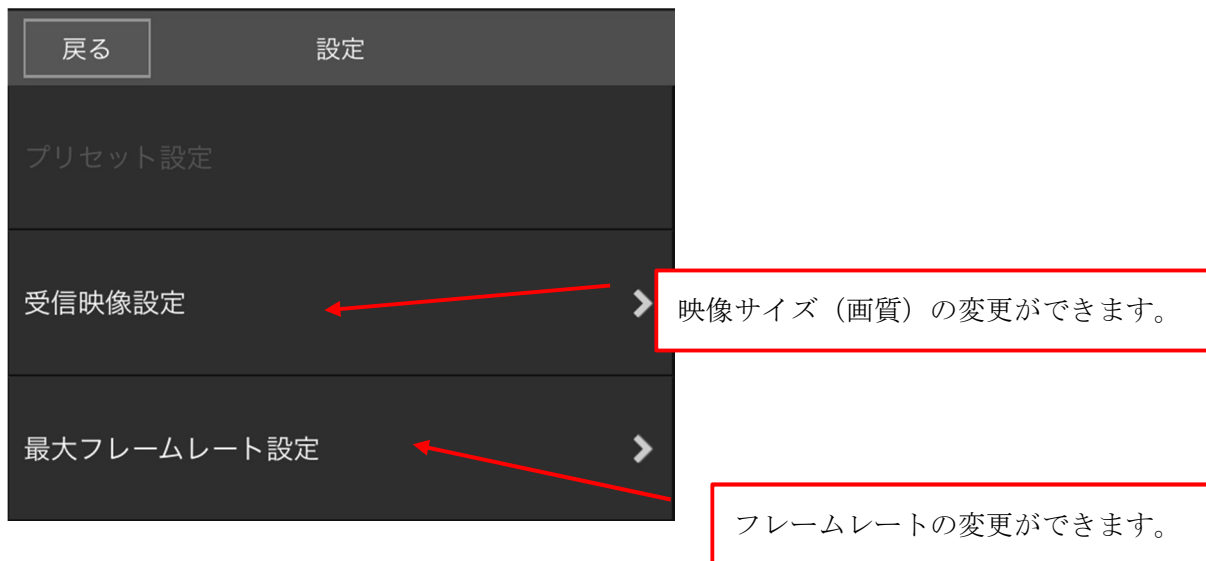 戻る
設定
プリセット設定
受信映像設定
映像サイズ（画質）の変更ができます。
最大フレームレート設定
フレームレートの変更ができます。